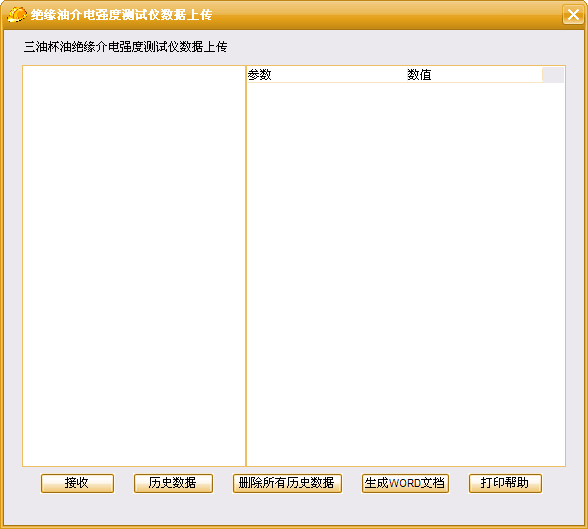 绝缘油介电强度测试仪数据上传
三油杯油绝缘介电强度测试仪数据上传
参数 数值
接收 历史数据 删除所有历史数据 生成WORD文档 打印帮助